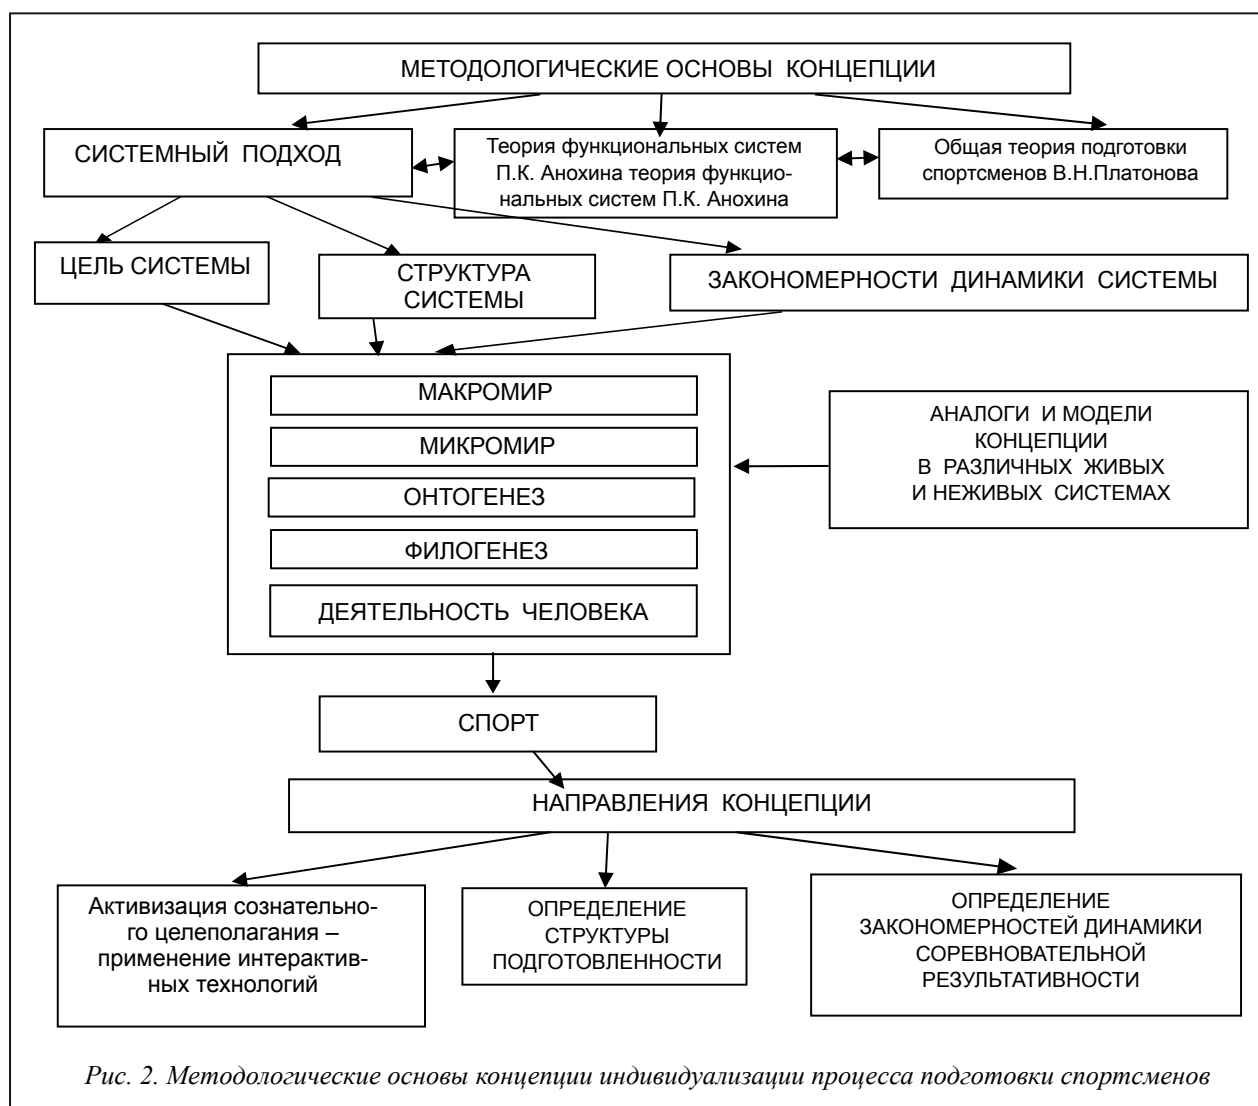 МЕТОДОЛОГИЧЕСКИЕ ОСНОВЫ КОНЦЕПЦИИ
СИСТЕМНЫЙ ПОДХОД
Теория функциональных систем
П.К. Анохина теория функцио-
нальных систем П.К. Анохина
Общая теория подготовки
спортсменов В.Н.Платонова
ЦЕЛЬ СИСТЕМЫ
СТРУКТУРА
СИСТЕМЫ
ЗАКОНОМЕРНОСТИ ДИНАМИКИ СИСТЕМЫ
МАКРОМИР
МИКРОМИР
ОНТОГЕНЕЗ
ФИЛОГЕНЕЗ
ДЕЯТЕЛЬНОСТЬ ЧЕЛОВЕКА
АНАЛОГИ И МОДЕЛИ
КОНЦЕПЦИИ
В РАЗЛИЧНЫХ ЖИВЫХ
И НЕЖИВЫХ СИСТЕМАХ
СПОРТ
НАПРАВЛЕНИЯ КОНЦЕПЦИИ
Активизация сознательно-
го целеполагания –
применение интерактив-
ных технологий
ОПРЕДЕЛЕНИЕ
СТРУКТУРЫ
ПОДГОТОВЛЕННОСТИ
ОПРЕДЕЛЕНИЕ
ЗАКОНОМЕРНОСТЕЙ ДИНАМИКИ
СОРЕВНОВАТЕЛЬНОЙ
РЕЗУЛЬТАТИВНОСТИ
Рис. 2. Методологические основы концепции индивидуализации процесса подготовки спортсменов